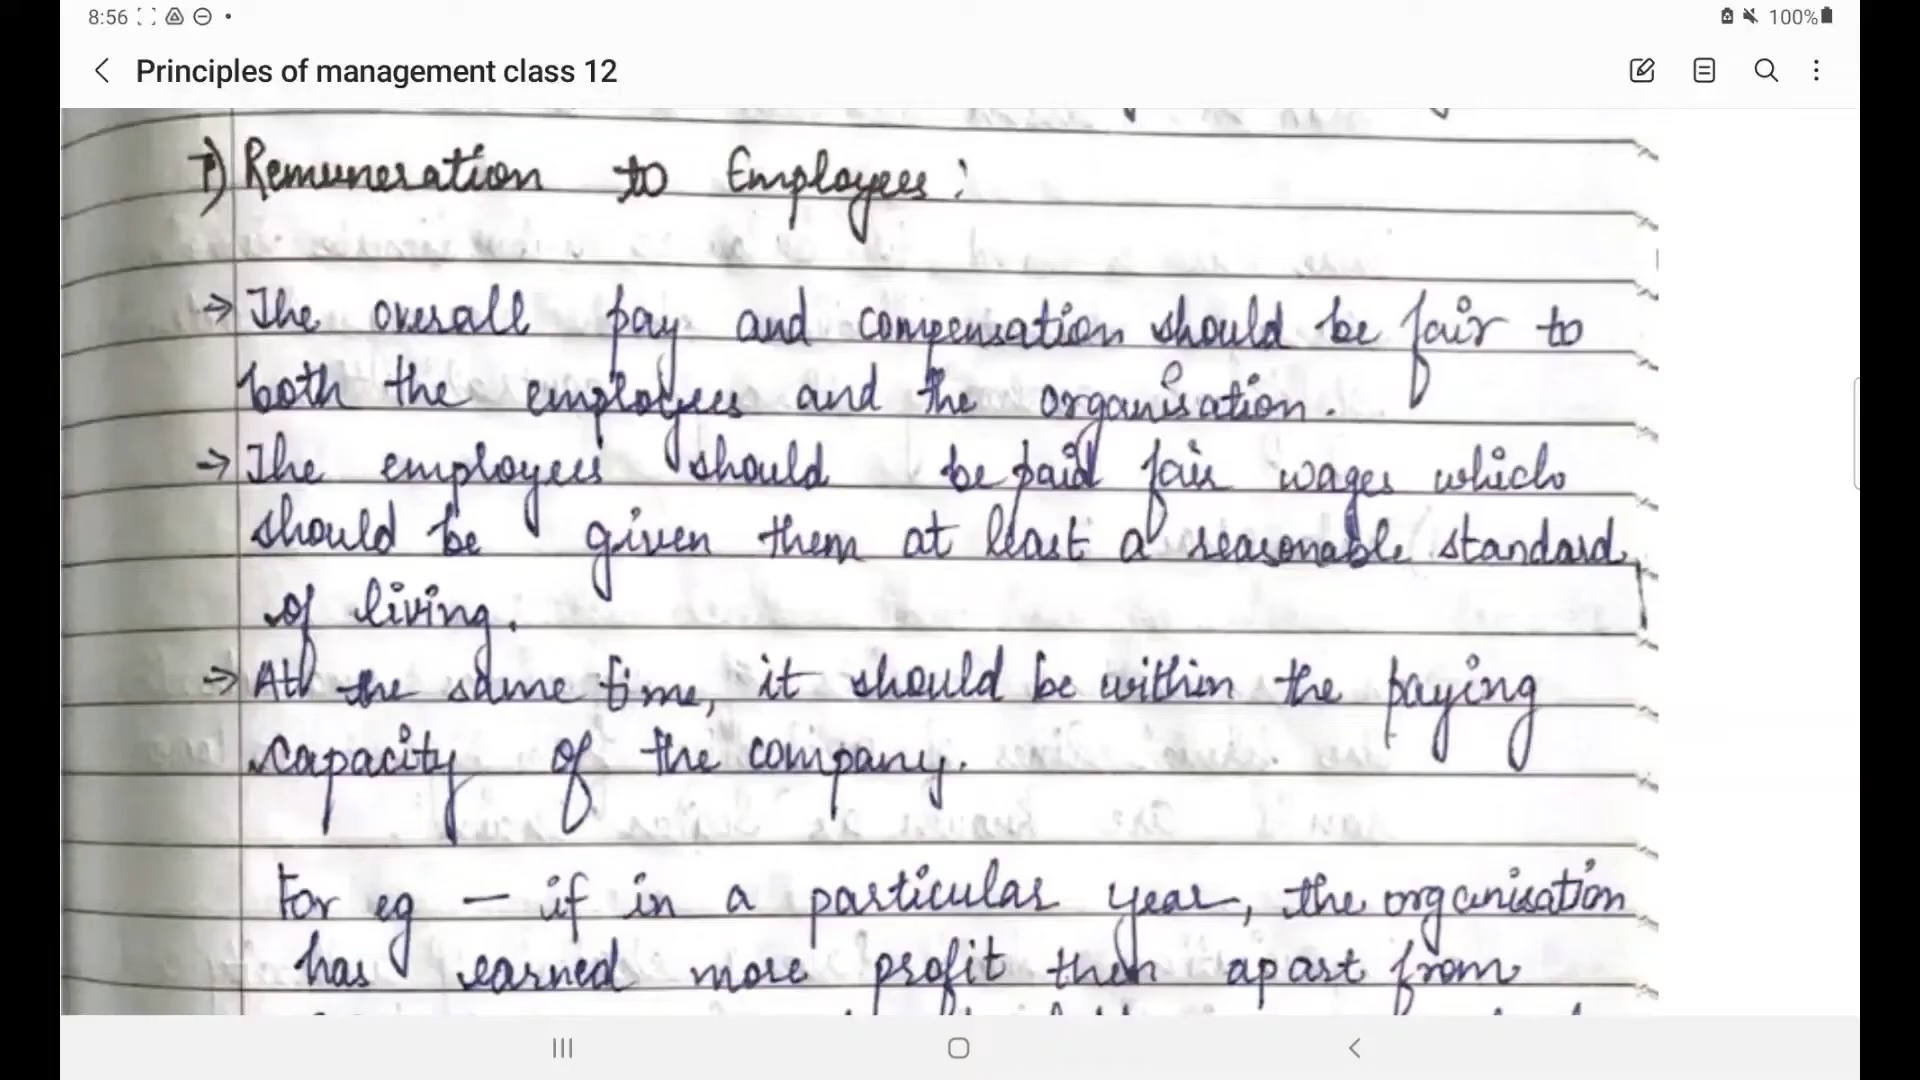 8:56
100%
Principles of management class 12
7) Remuneration to Employees:
→ The overall pay and compensation should be fair to
both the employees and the organisation.
→ The employees should be paid fair wages which
should be given them at least a reasonable standard
of living.
→ At the same time, it should be within the paying
capacity of the company.
For eg - if in a particular year, the organisation
has earned more profit then apart from